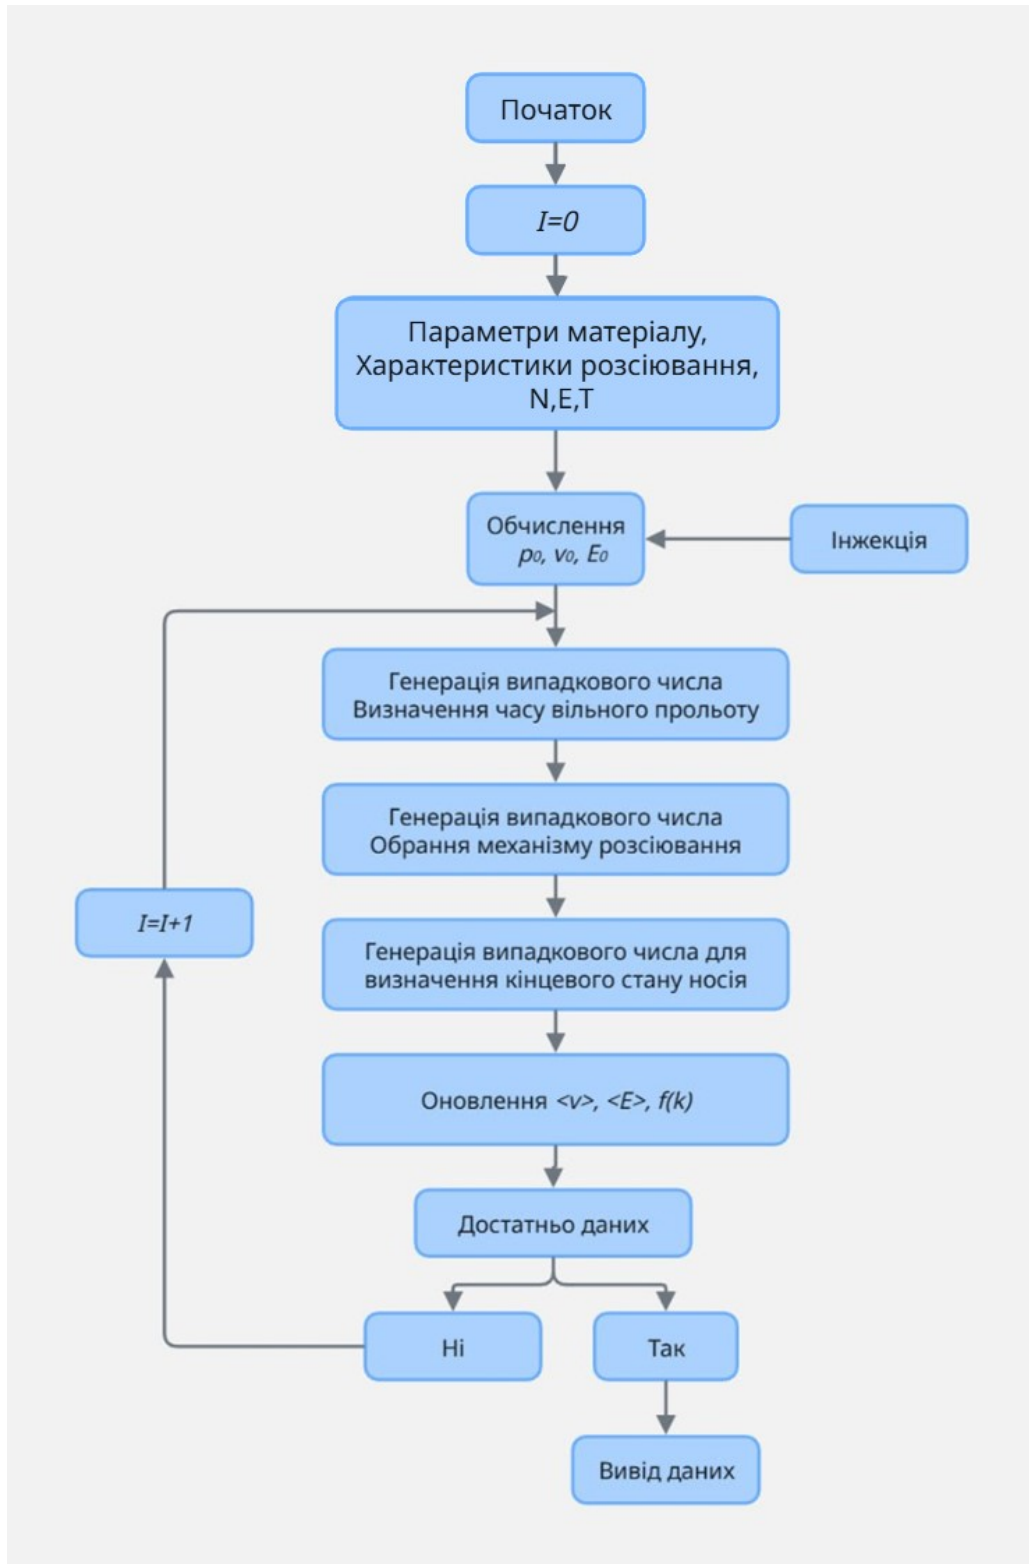 Початок
I=0
Параметри матеріалу,
Характеристики розсіювання,
N,E,T
Обчислення
p₀, v₀, E₀
Інжекція
Генерація випадкового числа
Визначення часу вільного прольоту
Генерація випадкового числа
Обрання механізму розсіювання
I=I+1
Генерація випадкового числа для
визначення кінцевого стану носія
Оновлення <v>, <E>, f(k)
Достатньо даних
Ні
Так
Вивід даних